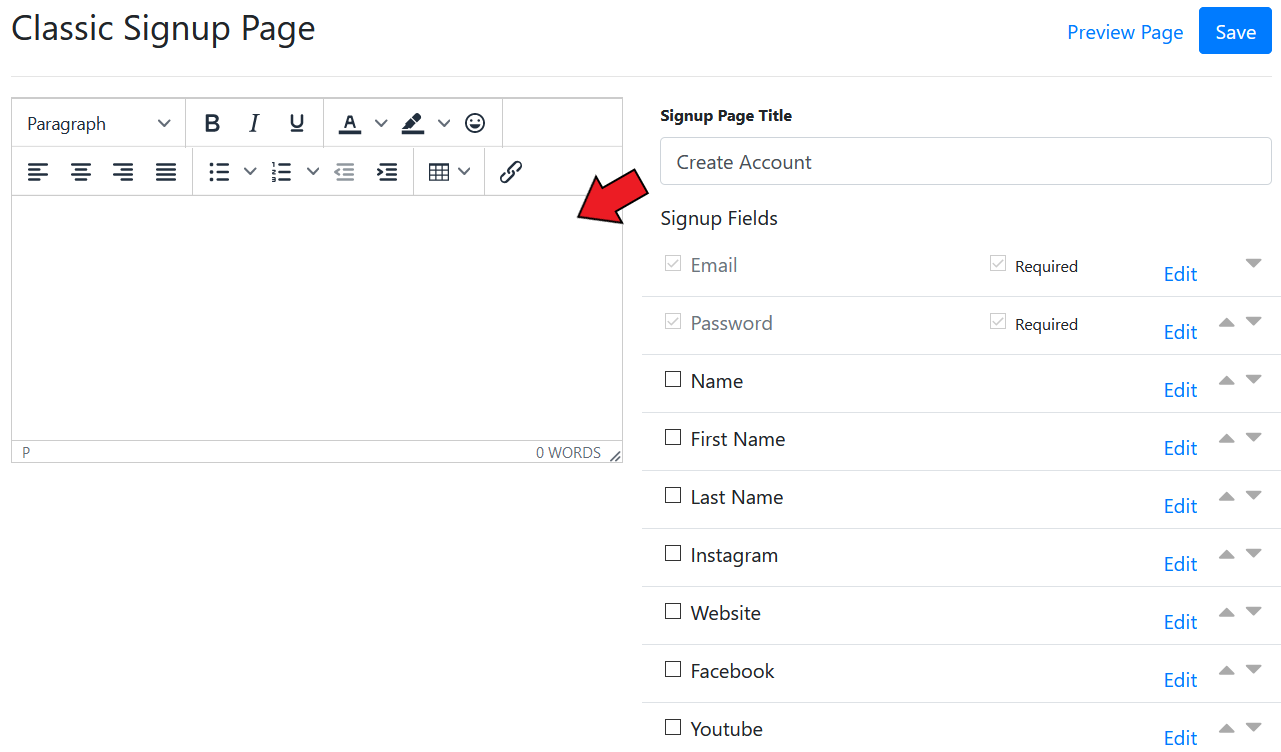 Classic Signup Page
Preview Page
Save
Paragraph
B I U A
Signup Page Title
Create Account
Signup Fields
Email Required Edit
Password Required Edit
Name Edit
First Name Edit
Last Name Edit
Instagram Edit
Website Edit
Facebook Edit
Youtube Edit
P 0 WORDS